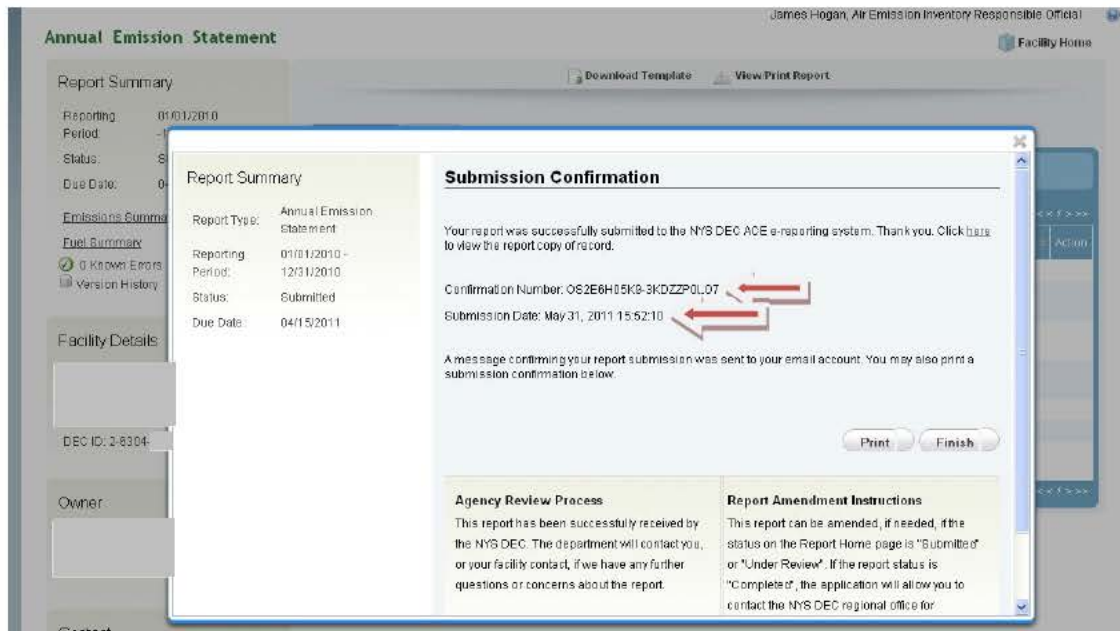 James Hogan, Air Emission Inventory Responsible Official
Annual Emission Statement
Facility Home
Report Summary
Download Template
View/Print Report
Reporting 01/01/2010
Period:
Status:
Due Date:
Emissions Summa
Fuel Summary
0 Known Errors
Version History
Facility Details
DEC ID: 2-6304-
Owner
Action
Report Summary
Report Type: Annual Emission
Statement
Reporting 01/01/2010 -
Period: 12/31/2010
Status: Submitted
Due Date: 04/15/2011
Submission Confirmation
Your report was successfully submitted to the NYS DEC AOE e-reporting system. Thank you. Click here
to view the report copy of record.
Confirmation Number:
Submission Date: May 31, 2011 15:52:10
A message confirming your report submission was sent to your email account. You may also print a
submission confirmation below.
Print
Finish
Agency Review Process
This report has been successfully received by
the NYS DEC. The department will contact you,
or your facility contact, if we have any further
questions or concerns about the report.
Report Amendment Instructions
This report can be amended, if needed, if the
status on the Report Home page is "Submitted"
or "Under Review". If the report status is
"Completed", the application will allow you to
contact the NYS DEC regional office for